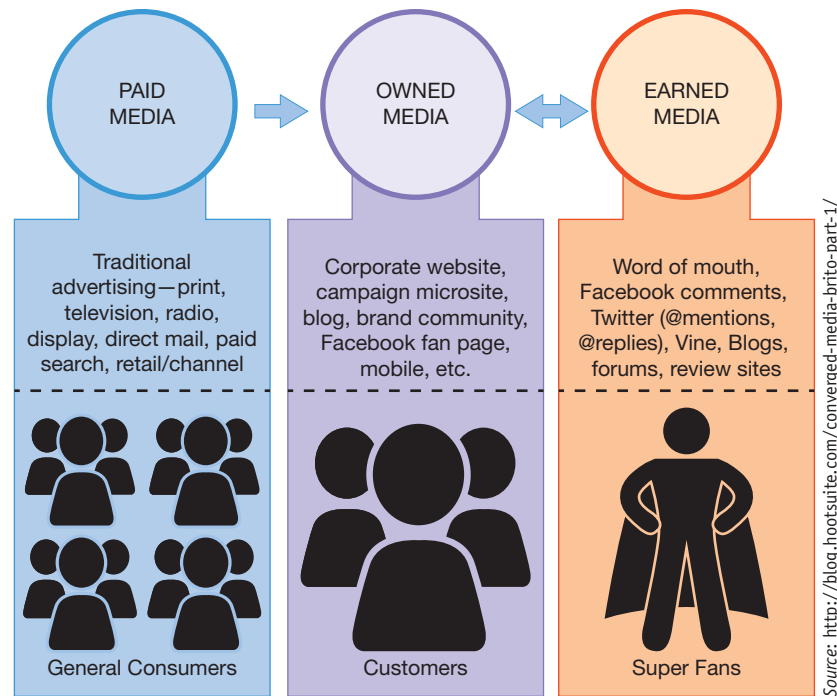 PAID
MEDIA
OWNED
MEDIA
EARNED
MEDIA
Traditional
advertising—print,
television, radio,
display, direct mail, paid
search, retail/channel
Corporate website,
campaign microsite,
blog, brand community,
Facebook fan page,
mobile, etc.
Word of mouth,
Facebook comments,
Twitter (@mentions,
@replies), Vine, Blogs,
forums, review sites
General Consumers
Customers
Super Fans
Source: http://blog.hootsuite.com/converged-media-brito-part-1/